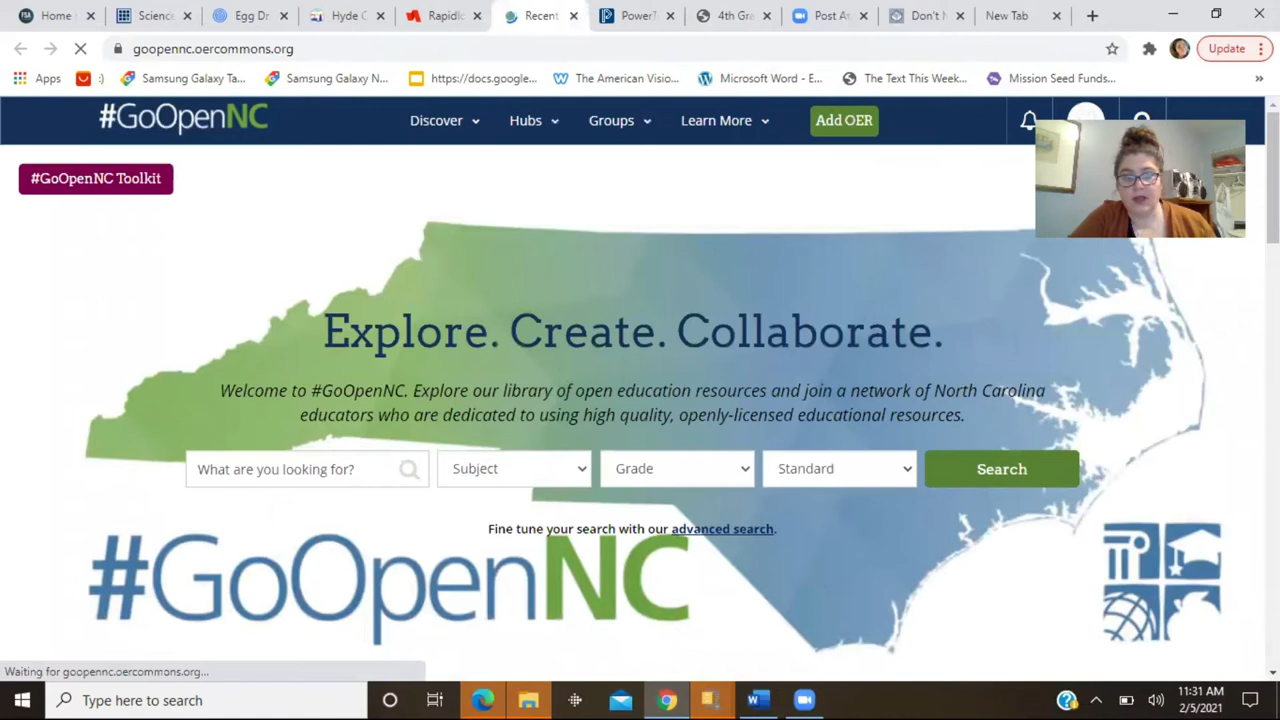 Home
Science
Egg Dr
Hyde C
Rapidic
Recent
Power
4th Gra
Post A
Don't h
New Tab
goopennc.oercommons.org
Update
Apps
:)
Samsung Galaxy Ta...
Samsung Galaxy N...
https://docs.google...
The American Visio...
Microsoft Word - E...
The Text This Week...
Mission Seed Funds...
»
#GoOpenNC
Discover
Hubs
Groups
Learn More
Add OER
#GoOpenNC Toolkit
Explore. Create. Collaborate.
Welcome to #GoOpenNC. Explore our library of open education resources and join a network of North Carolina
educators who are dedicated to using high quality, openly-licensed educational resources.
What are you looking for?
Subject
Grade
Standard
Search
Fine tune your search with our advanced search.
#GoOpenNC
Waiting for goopennc.oercommons.org...
Type here to search
11:31 AM
2/5/2021